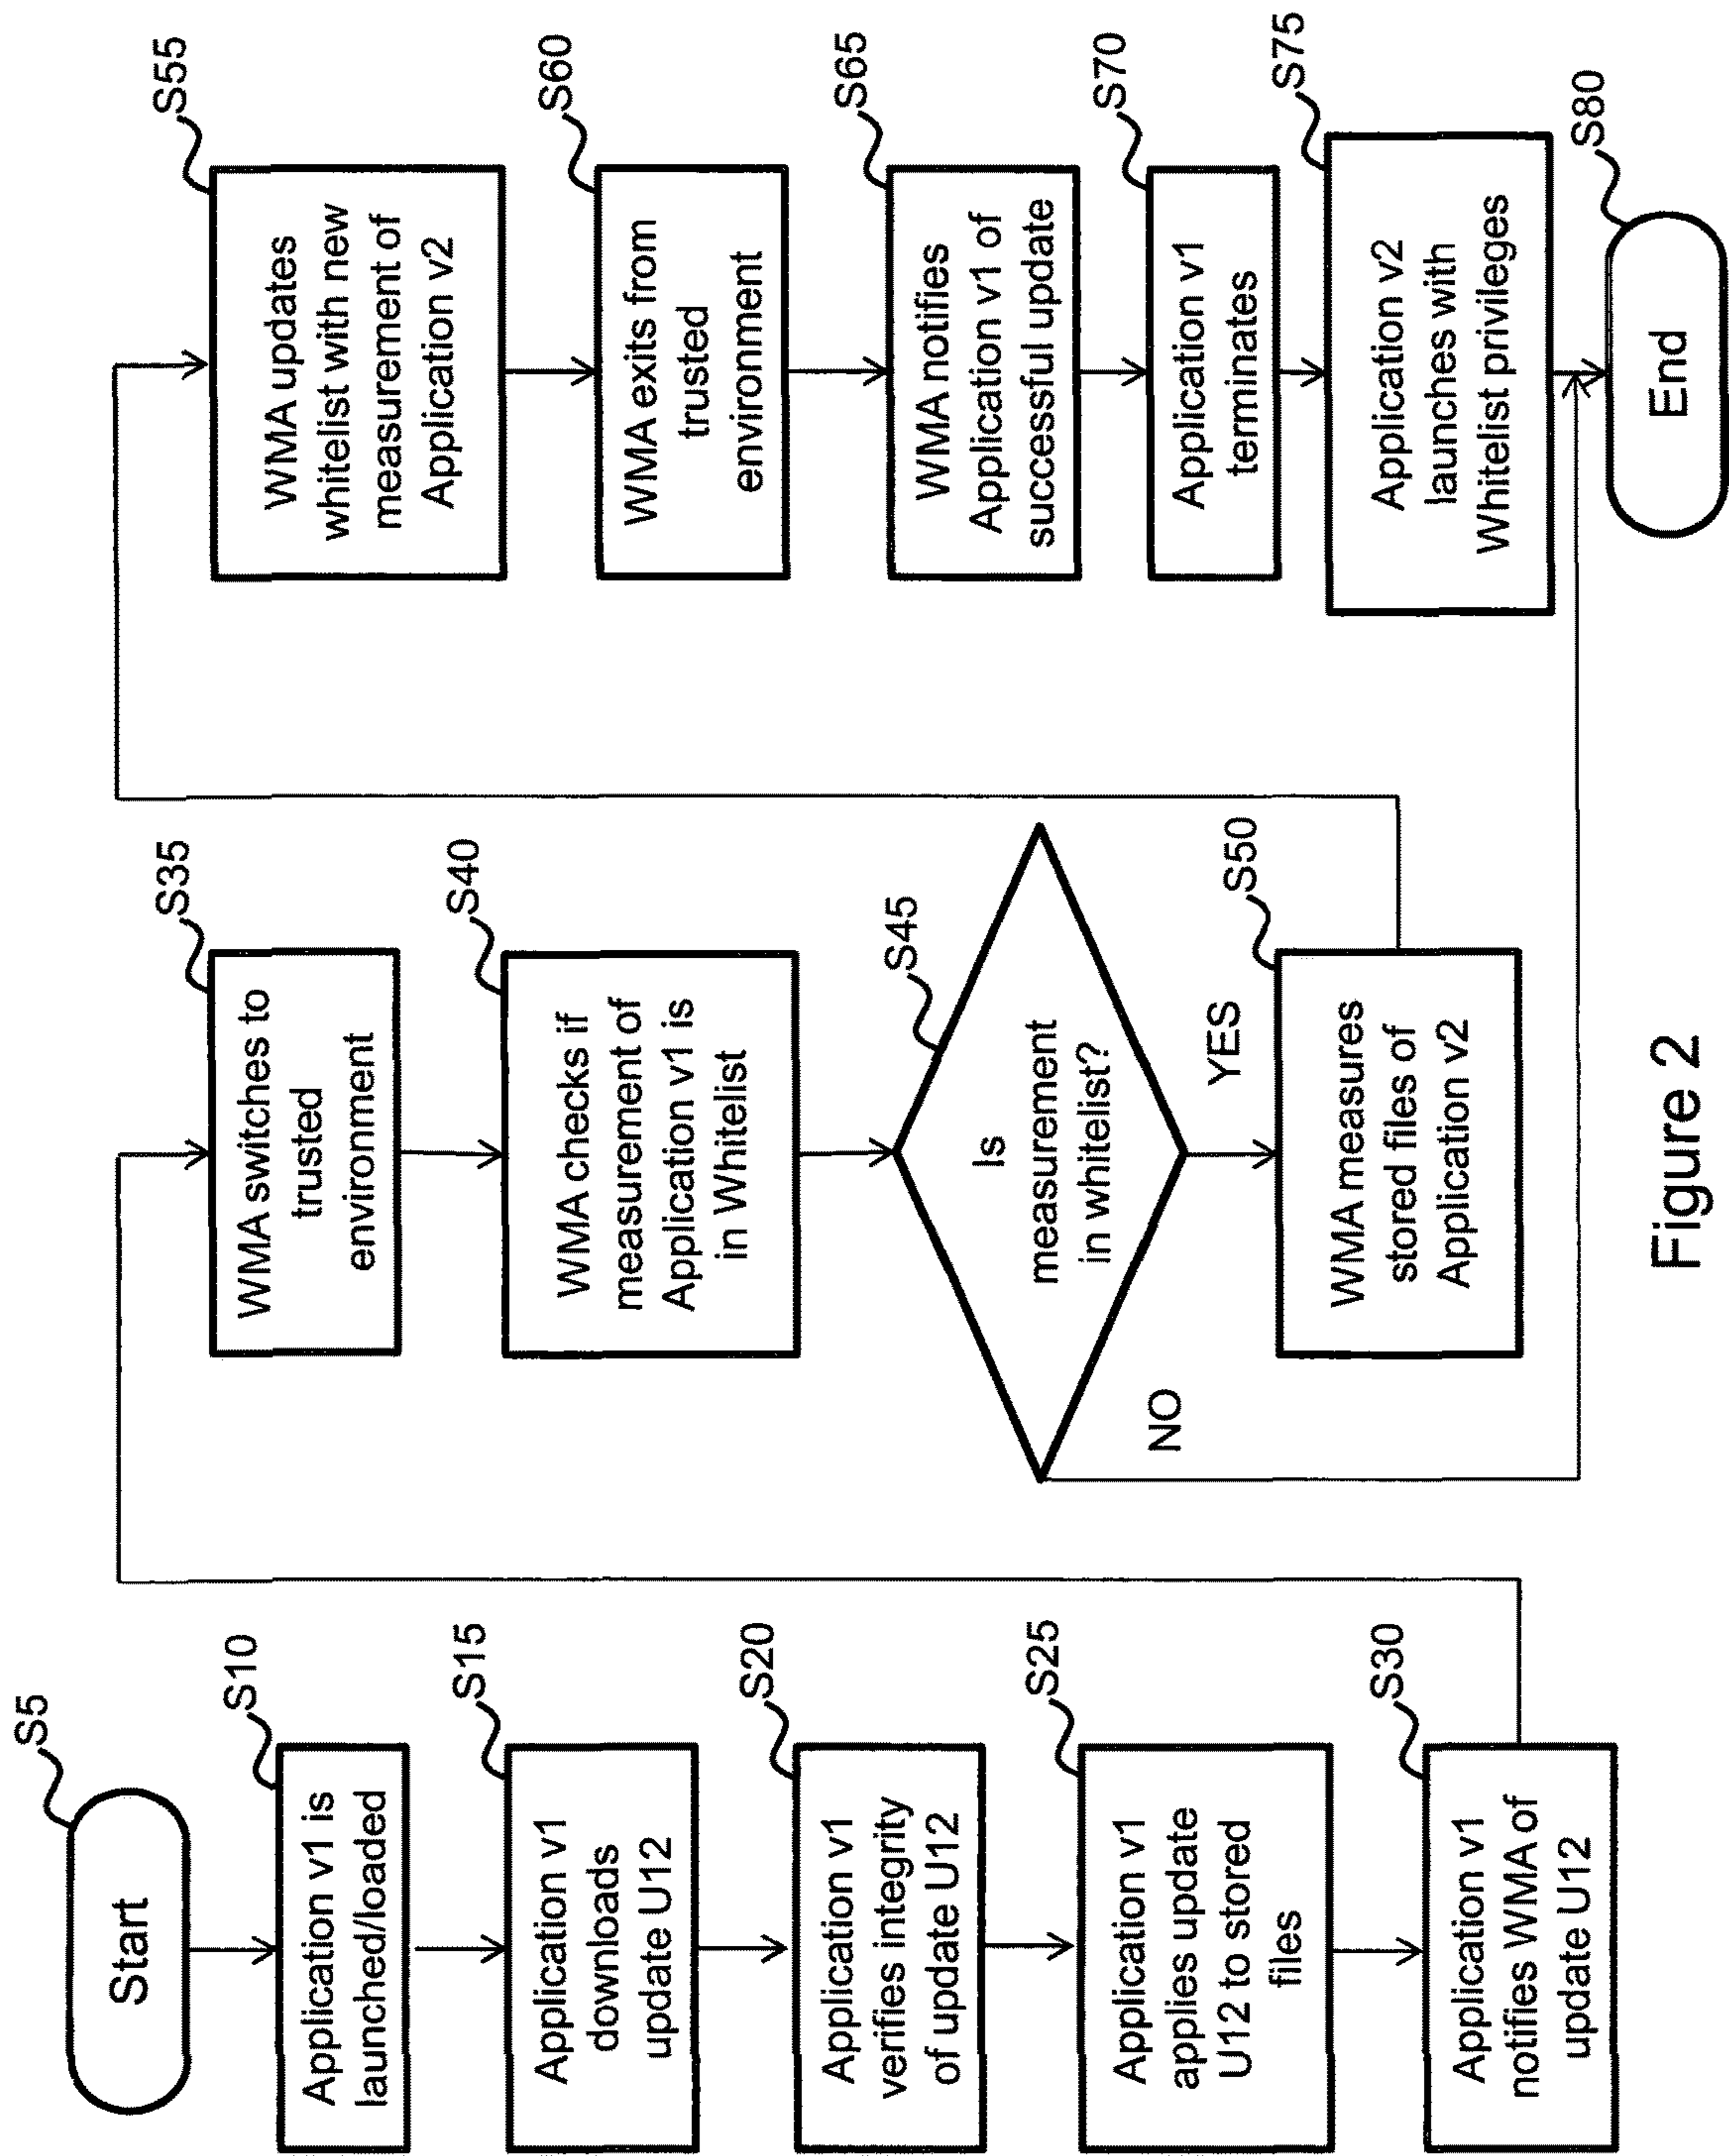 S5
Start
S10
Application v1 is
launched/loaded
S15
Application v1
downloads
update U12
S20
Application v1
verifies integrity
of update U12
S25
Application v1
applies update
U12 to stored
files
S30
Application v1
notifies WMA of
update U12
S35
WMA switches to
trusted
environment
S40
WMA checks if
measurement of
Application v1 is
in Whitelist
S45
Is
measurement
in whitelist?
NO
YES
S50
WMA measures
stored files of
Application v2
S55
WMA updates
whitelist with new
measurement of
Application v2
S60
WMA exits from
trusted
environment
S65
WMA notifies
Application v1 of
successful update
S70
Application v1
terminates
S75
Application v2
launches with
Whitelist privileges
S80
End
Figure 2